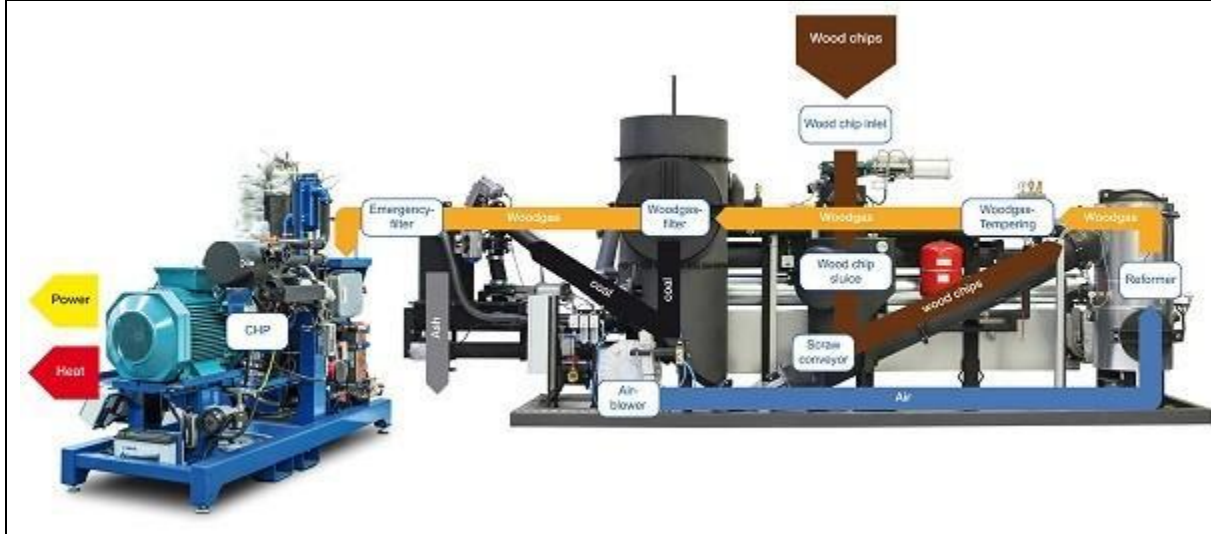 Wood chips
Wood chip inlet
Emergency-
filter
Woodgas
Woodgas-
filter
Woodgas
Woodgas-
Tempering
Woodgas
Wood chip
sluice
Reformer
coal
coal
wood chips
Power
CHP
Ash
Heat
Scraw
conveyor
Air-
blower
Air